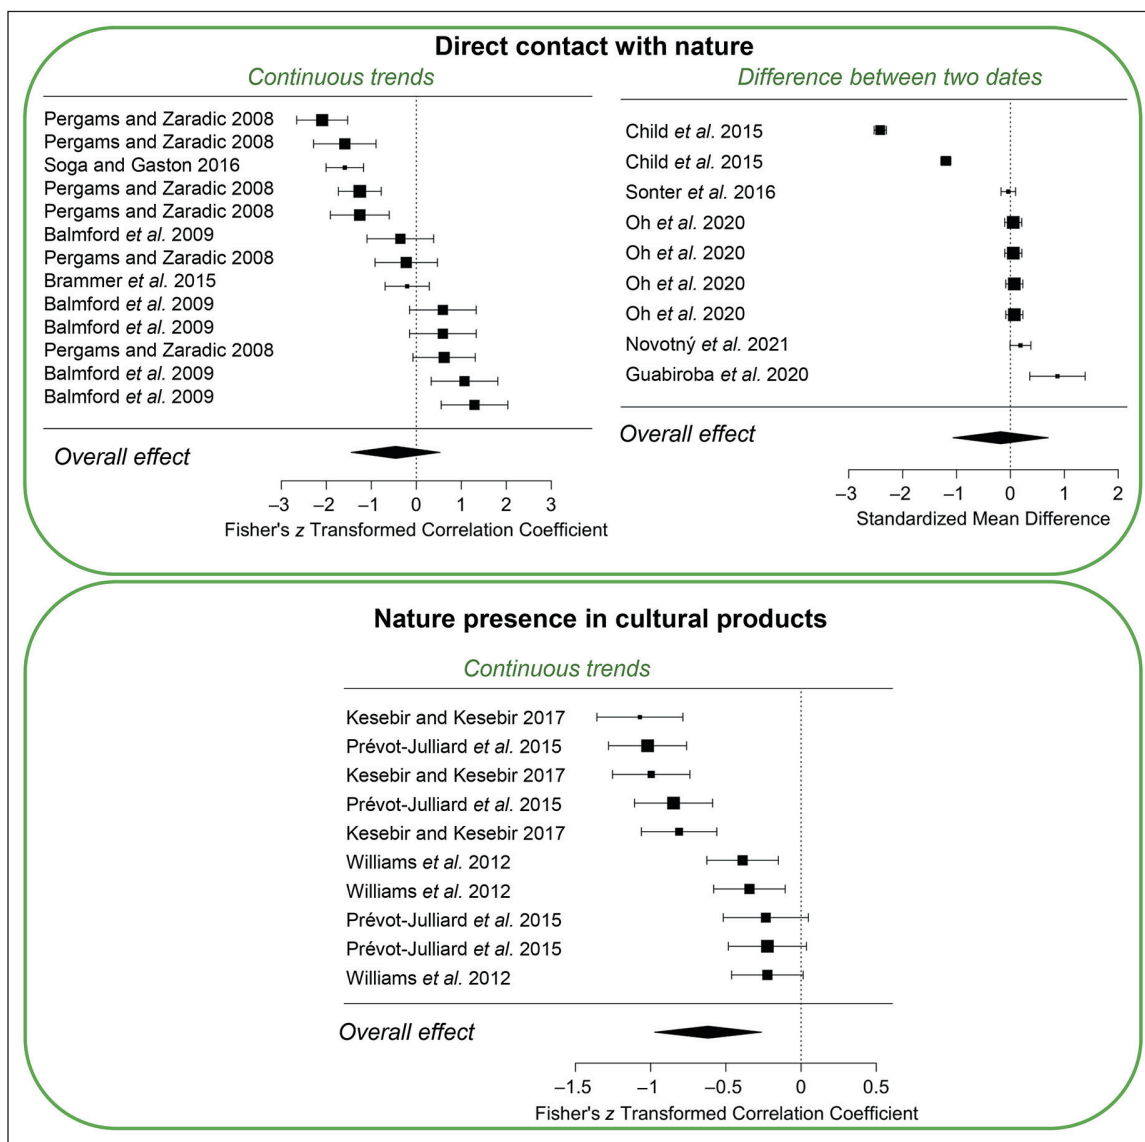 Direct contact with nature
Continuous trends
Pergams and Zaradic 2008
Pergams and Zaradic 2008
Soga and Gaston 2016
Pergams and Zaradic 2008
Pergams and Zaradic 2008
Balmford et al. 2009
Pergams and Zaradic 2008
Brammer et al. 2015
Balmford et al. 2009
Balmford et al. 2009
Pergams and Zaradic 2008
Balmford et al. 2009
Balmford et al. 2009
Overall effect
–3 –2 –1 0 1 2 3
Fisher's z Transformed Correlation Coefficient
Difference between two dates
Child et al. 2015
Child et al. 2015
Sonter et al. 2016
Oh et al. 2020
Oh et al. 2020
Oh et al. 2020
Oh et al. 2020
Novotný et al. 2021
Guabiroba et al. 2020
Overall effect
–3 –2 –1 0 1 2
Standardized Mean Difference
Nature presence in cultural products
Continuous trends
Kesebir and Kesebir 2017
Prévot-Julliard et al. 2015
Kesebir and Kesebir 2017
Prévot-Julliard et al. 2015
Kesebir and Kesebir 2017
Williams et al. 2012
Williams et al. 2012
Prévot-Julliard et al. 2015
Prévot-Julliard et al. 2015
Williams et al. 2012
Overall effect
–1.5 –1 –0.5 0 0.5
Fisher's z Transformed Correlation Coefficient